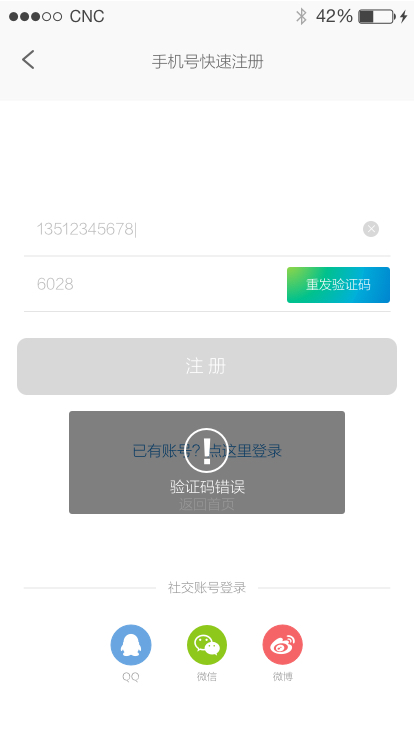 CNC 42%
手机号快速注册
13512345678
6028 重发验证码
注 册
已有账号？点这里登录
验证码错误
返回首页
社交账号登录
QQ 微信 微博